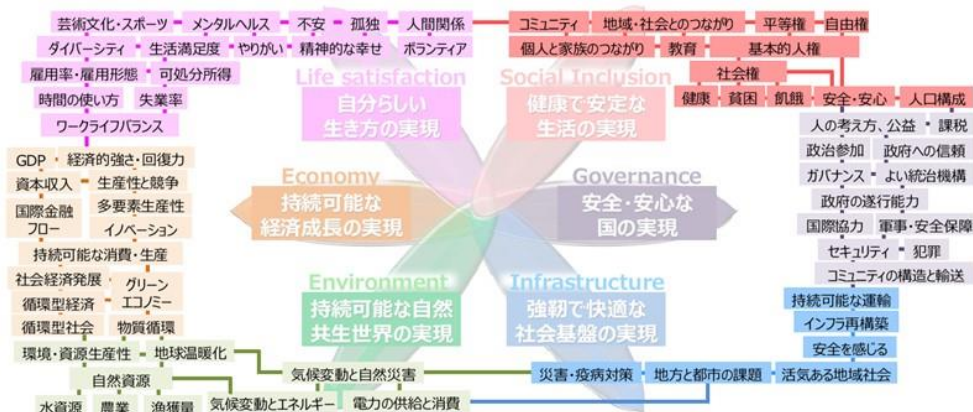 芸術文化・スポーツ
メンタルヘルス
不安
孤独
人間関係
コミュニティ
地域・社会とのつながり
平等権
自由権
ダイバーシティ
生活満足度
やりがい
精神的な幸せ
ボランティア
個人と家族のつながり
教育
基本的人権
雇用率・雇用形態
可処分所得
社会権
時間の使い方
失業率
健康
貧困
飢餓
安全・安心
人口構成
ワークライフバランス
人の考え方、公益
課税
Life satisfaction
自分らしい
生き方の実現
Social Inclusion
健康で安定な
生活の実現
GDP
経済的強さ・回復力
政治参加
政府への信頼
資本収入
生産性と競争
ガバナンス
よい統治機構
Economy
持続可能な
経済成長の実現
Governance
安全・安心な
国の実現
国際金融
フロー
多要素生産性
イノベーション
政府の遂行能力
国際協力
軍事・安全保障
持続可能な消費・生産
セキュリティ
犯罪
社会経済発展
グリーン
エコノミー
コミュニティの構造と輸送
Environment
持続可能な自然
共生世界の実現
Infrastructure
強靭で快適な
社会基盤の実現
循環型経済
持続可能な運輸
循環型社会
物質循環
インフラ再構築
環境・資源生産性
地球温暖化
安全を感じる
自然資源
気候変動と自然災害
災害・疫病対策
地方と都市の課題
活気ある地域社会
水資源
農業
漁獲量
気候変動とエネルギー
電力の供給と消費